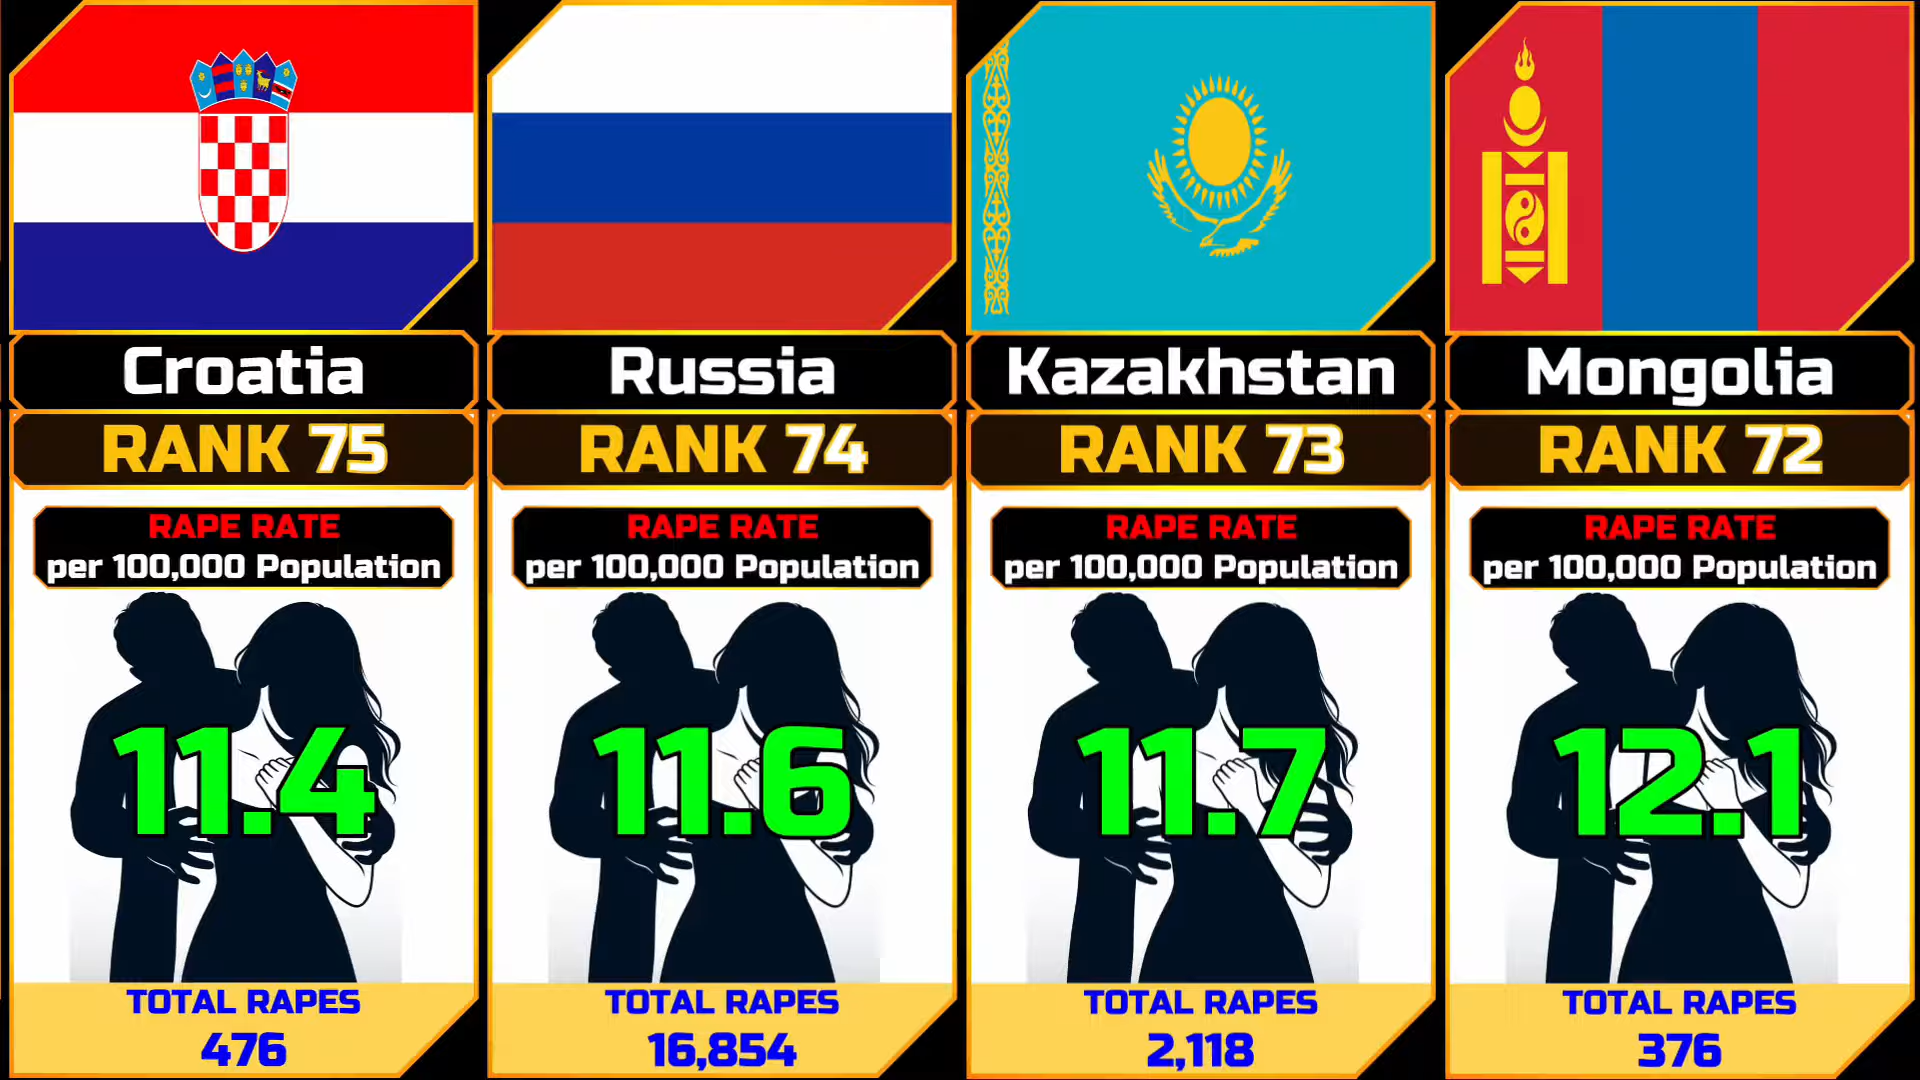 Croatia
RANK 75
RAPE RATE
per 100,000 Population
11.4
TOTAL RAPES
476
Russia
RANK 74
RAPE RATE
per 100,000 Population
11.6
TOTAL RAPES
16,854
Kazakhstan
RANK 73
RAPE RATE
per 100,000 Population
11.7
TOTAL RAPES
2,118
Mongolia
RANK 72
RAPE RATE
per 100,000 Population
12.1
TOTAL RAPES
376